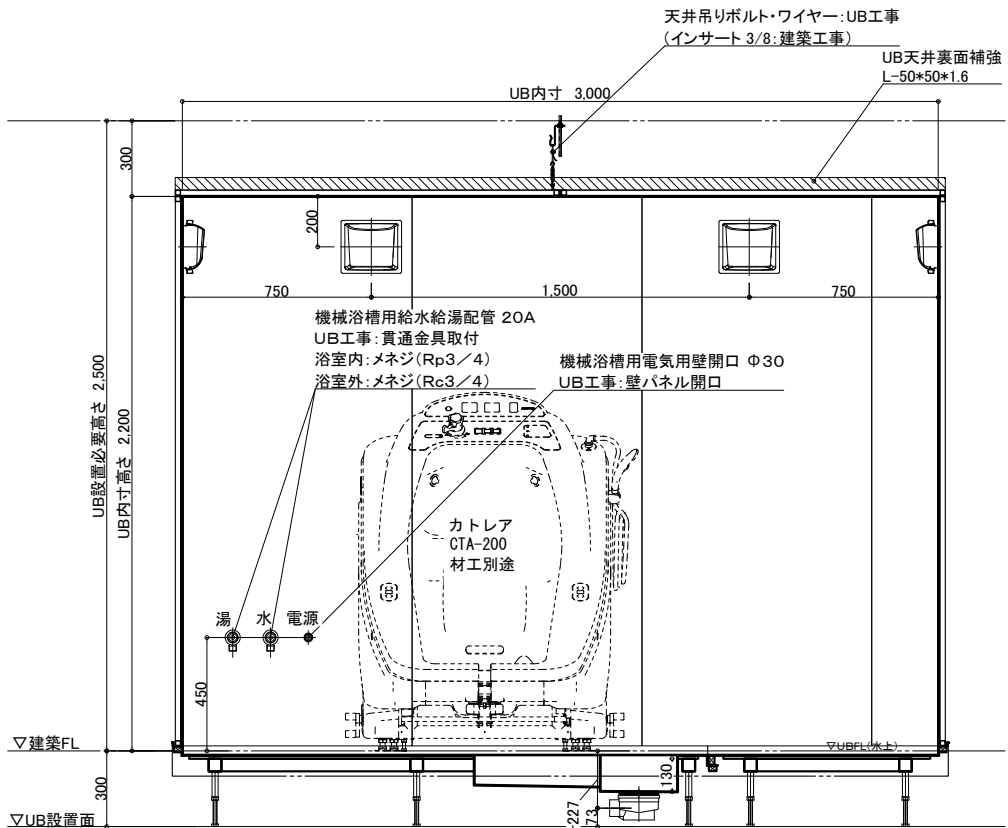 天井吊りボルト・ワイヤー:UB工事
(インサート 3/8:建築工事)
UB天井裏面補強
L-50*50*1.6
UB内寸 3,000
300
200
750
1,500
750
機械浴槽用給水給湯配管 20A
UB工事:貫通金具取付
浴室内:メネジ(Rp3/4)
浴室外:メネジ(Rc3/4)
機械浴槽用電気用壁開口 Φ30
UB工事:壁パネル開口
UB設置必要高さ 2,500
UB内寸高さ 2,200
カトレア
CTA-200
材工別途
湯 水 電源
450
▽建築FL
▽UBFL(水上)
300
130
227
73
▽UB設置面